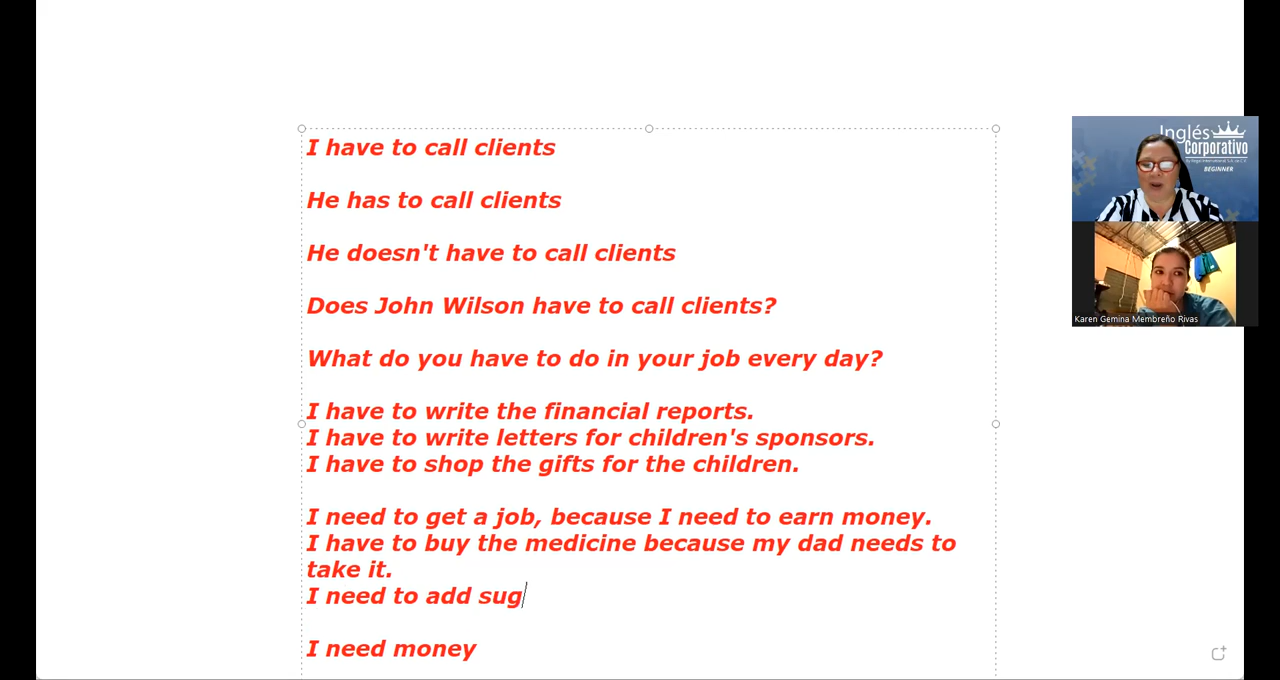 I have to call clients
He has to call clients
He doesn't have to call clients
Does John Wilson have to call clients?
What do you have to do in your job every day?
I have to write the financial reports.
I have to write letters for children's sponsors.
I have to shop the gifts for the children.
I need to get a job, because I need to earn money.
I have to buy the medicine because my dad needs to
take it.
I need to add sug
I need money
Inglés
Corporativo
BEGINNER
Karen Gemina Membreño Rivas